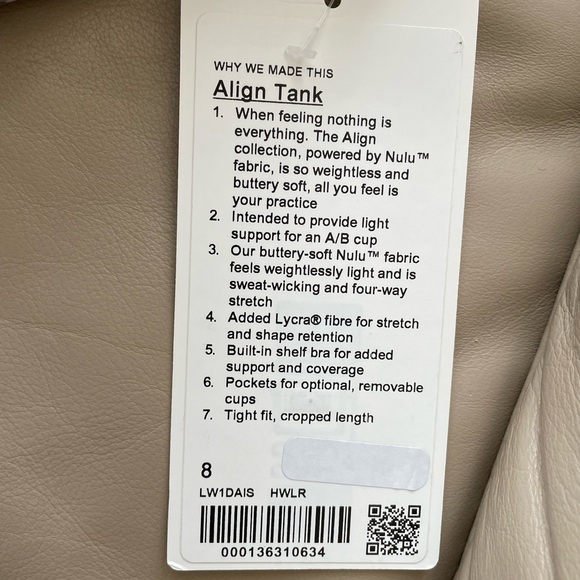 WHY WE MADE THIS
Align Tank
1. When feeling nothing is
everything. The Align
collection, powered by Nulu™
fabric, is so weightless and
buttery soft, all you feel is
your practice
2. Intended to provide light
support for an A/B cup
3. Our buttery-soft Nulu™ fabric
feels weightlessly light and is
sweat-wicking and four-way
stretch
4. Added Lycra® fibre for stretch
and shape retention
5. Built-in shelf bra for added
support and coverage
6. Pockets for optional, removable
cups
7. Tight fit, cropped length
8
LW1DAIS HWLR
000136310634